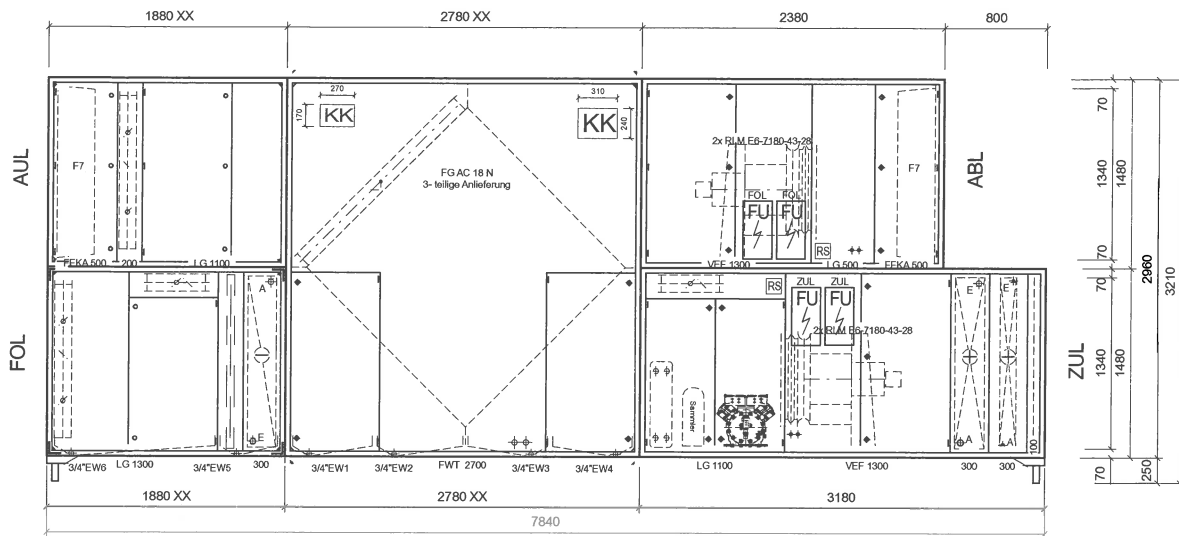 1880 XX 2780 XX 2380 800
270 310
170 KK KK 240
AUL F7
FG AC 18 N
3- teilige Anlieferung
2x RLM E6-7180-43-28
F7 ABL
FOL FOL
FU FU
RS
FEKA 500 200 LG 1100
VEF 1300 LG 500 FEKA 500
70
1340
1480
70
2960
3210
FOL A E
RS
ZUL ZUL
FU FU
2x RLM E6-7180-43-28
E E
A A
Sammler
100
ZUL
70
1340
1480
70
250
3/4"EW6 LG 1300 3/4"EW5 300 3/4"EW1 3/4"EW2 FWT 2700 3/4"EW3 3/4"EW4 LG 1100 VEF 1300 300 300
1880 XX 2780 XX 3180
7840